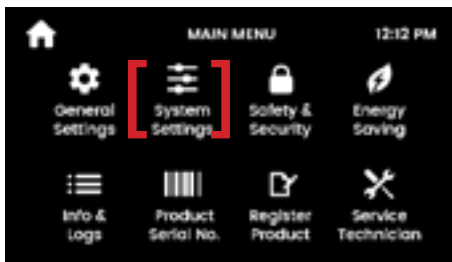 MAIN MENU 12:12 PM
General System Safety & Energy
Settings Settings Security Saving
Info & Product Register Service
Logs Serial No. Product Technician